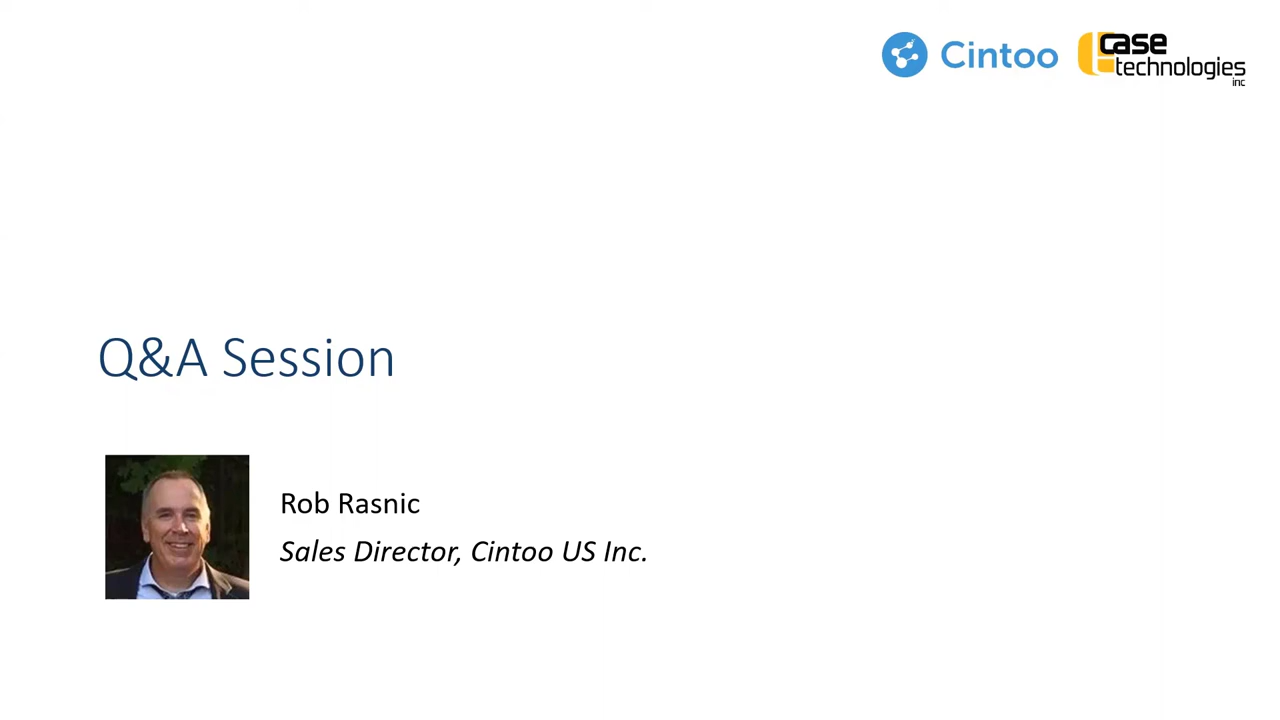 Cintoo
case
technologies
inc
Q&A Session
Rob Rasnic
Sales Director, Cintoo US Inc.